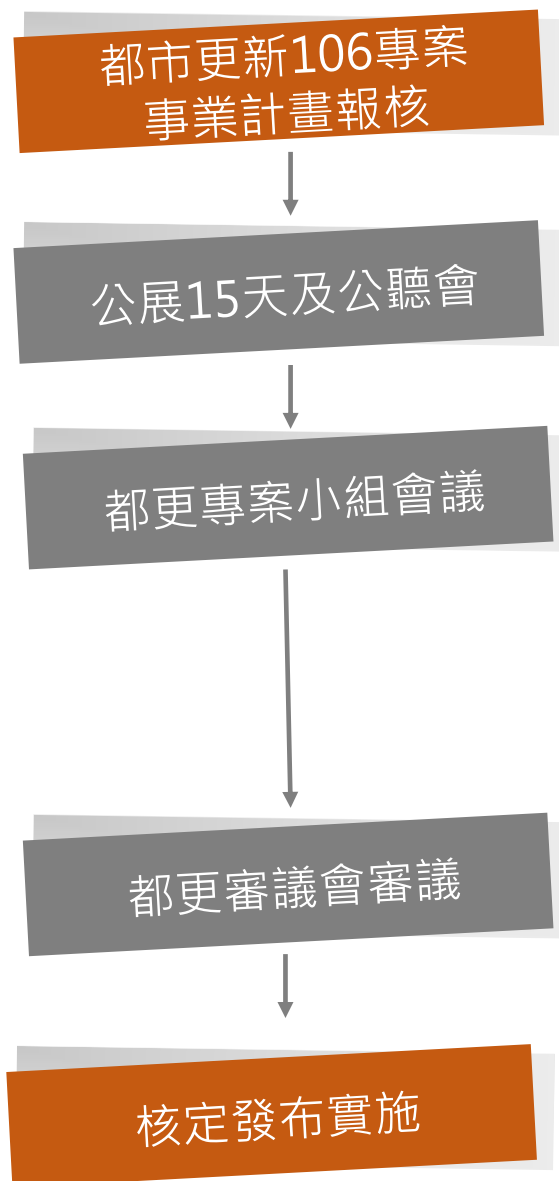 都市更新106專案
事業計畫報核
公展15天及公聽會
都更專案小組會議
都更審議會審議
核定發布實施